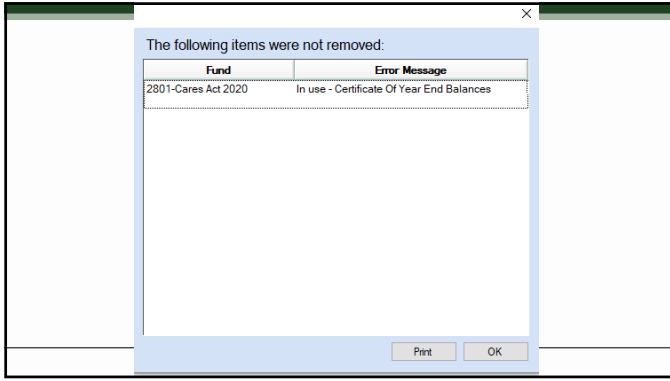 The following items were not removed:
Fund Error Message
2801-Cares Act 2020 In use - Certificate Of Year End Balances
Print OK